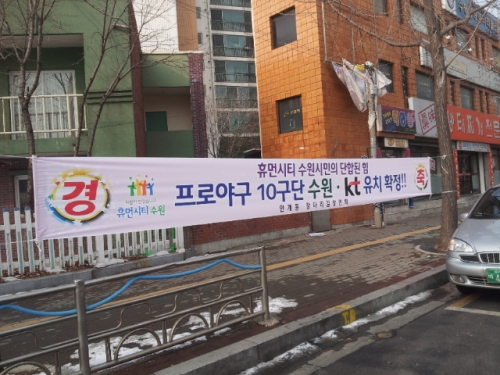 경
휴먼시티 수원
휴먼시티 수원시민의 단합된 힘
프로야구 10구단 수원·kt 유치 확정!!
축